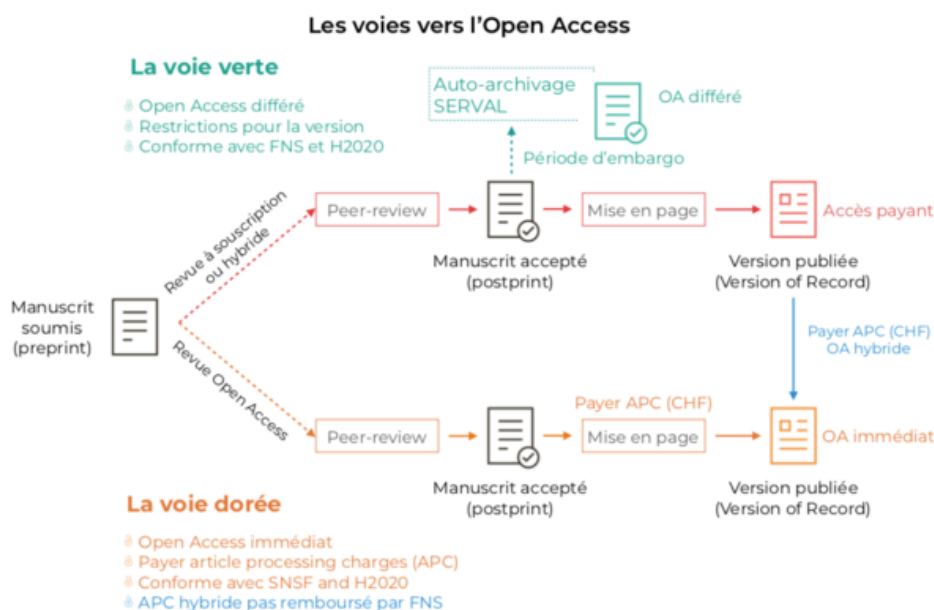 Les voies vers l'Open Access
La voie verte
Open Access différé
Restrictions pour la version
Conforme avec FNS et H2020
Auto-archivage
SERVAL
OA différé
Période d'embargo
Revue à souscription
ou hybride
Peer-review
Mise en page
Accès payant
Manuscrit accepté
(postprint)
Version publiée
(Version of Record)
Manuscrit
soumis
(preprint)
Payer APC (CHF)
OA hybride
Revue Open Access
Peer-review
Payer APC (CHF)
Mise en page
OA immédiat
Manuscrit accepté
(postprint)
Version publiée
(Version of Record)
La voie dorée
Open Access immédiat
Payer article processing charges (APC)
Conforme avec SNSF and H2020
APC hybride pas remboursé par FNS